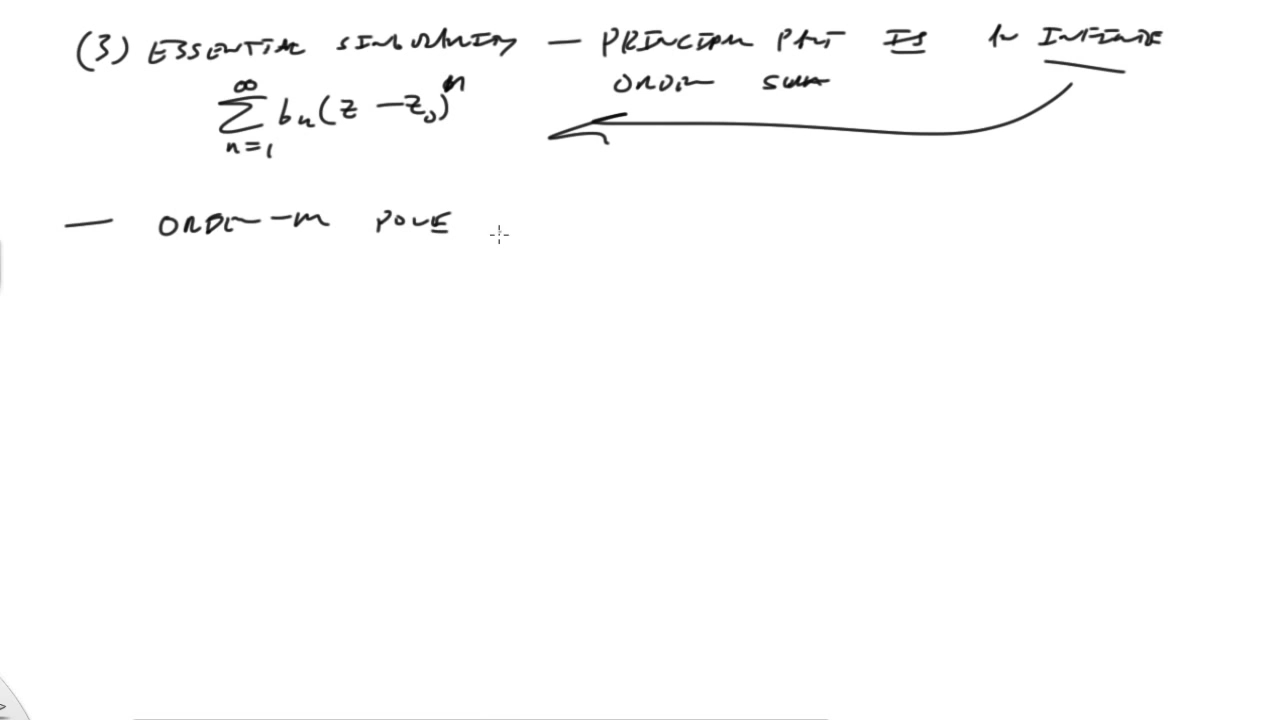 (3) ESSENTIAL SINGULARITY — PRINCIPAL PART IS AN INFINITE
ORDER SUM
∞
∑ bₙ(z − z₀)ⁿ
n=1
— ORDER-m POLE